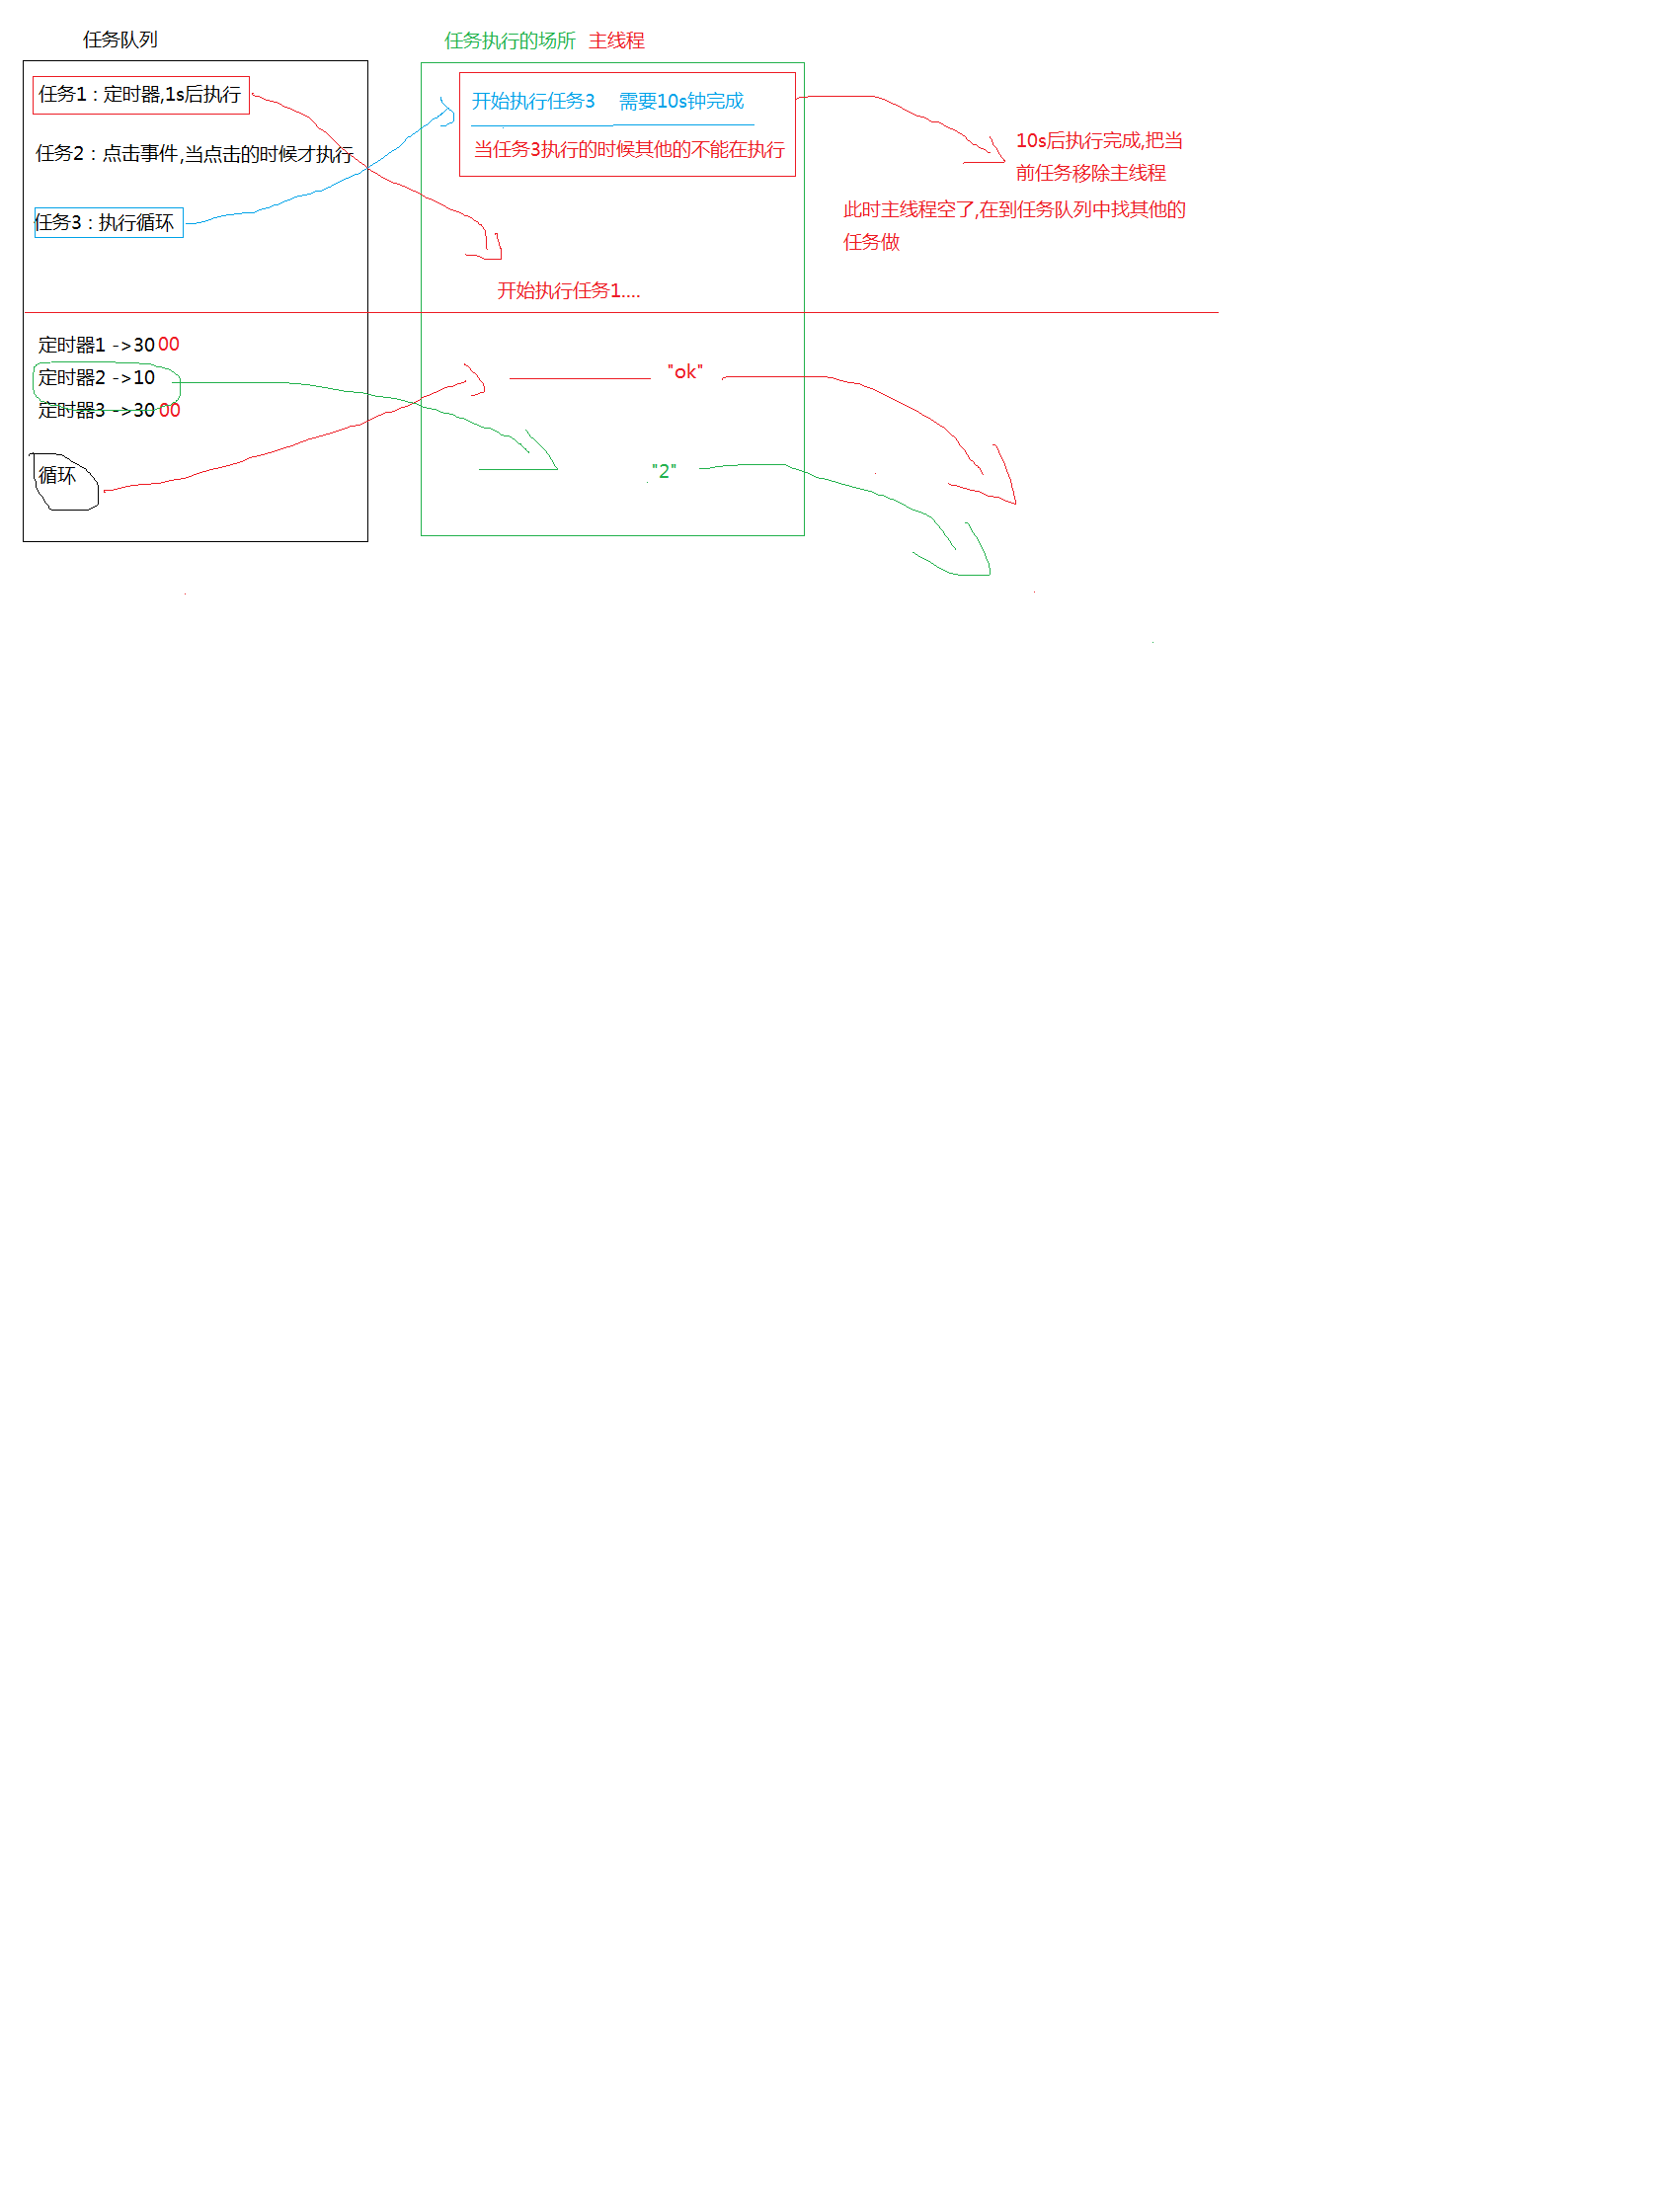 任务队列
任务执行的场所 主线程
任务1：定时器,1s后执行
任务2：点击事件,当点击的时候才执行
任务3：执行循环
开始执行任务3 需要10s钟完成
当任务3执行的时候其他的不能在执行
10s后执行完成,把当
前任务移除主线程
此时主线程空了,在到任务队列中找其他的
任务做
开始执行任务1....
定时器1 ->3000
定时器2 ->10
定时器3 ->3000
循环
"ok"
"2"